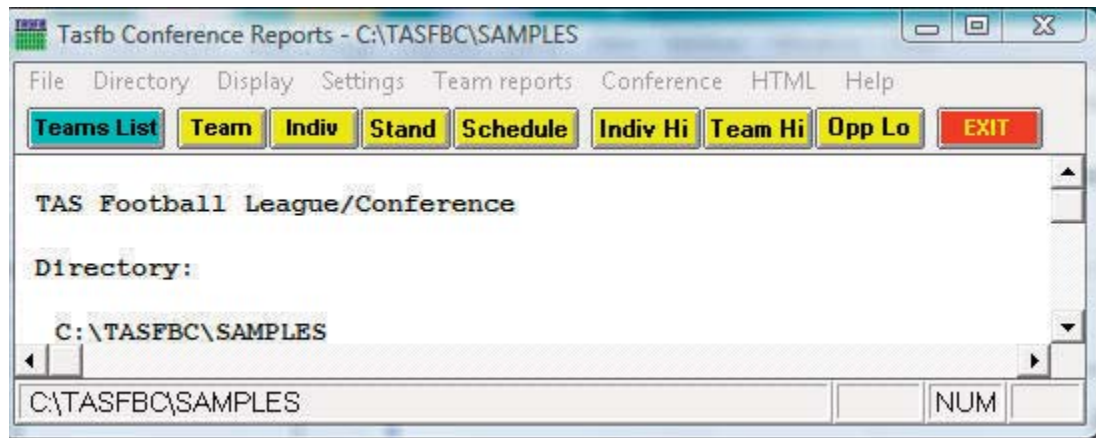 Tasfb Conference Reports - C:\TASFBC\SAMPLES
File Directory Display Settings Team reports Conference HTML Help
Teams List Team Indiv Stand Schedule Indiv Hi Team Hi Opp Lo EXIT
TAS Football League/Conference
Directory:
C:\TASFBC\SAMPLES
C:\TASFBC\SAMPLES NUM